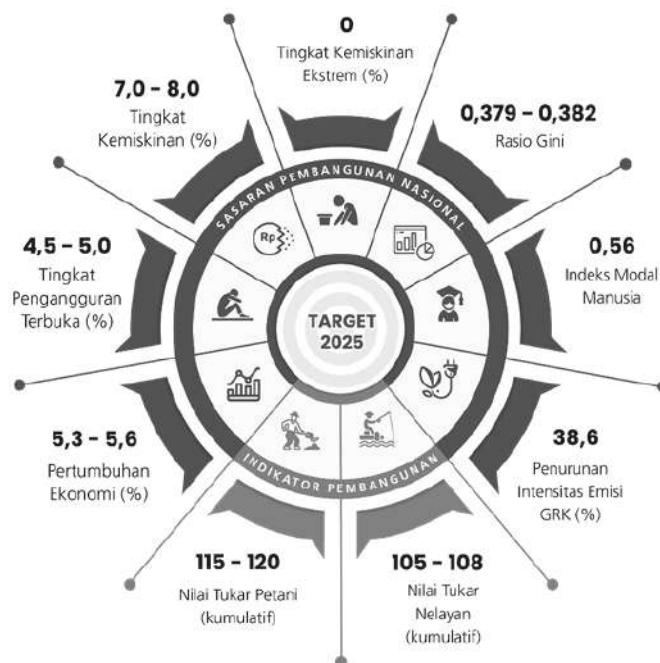 0
Tingkat Kemiskinan
Ekstrem (%)
0,379 – 0,382
Rasio Gini
0,56
Indeks Modal
Manusia
38,6
Penurunan
Intensitas Emisi
GRK (%)
105 – 108
Nilai Tukar
Nelayan
(kumulatif)
115 – 120
Nilai Tukar Petani
(kumulatif)
5,3 – 5,6
Pertumbuhan
Ekonomi (%)
4,5 – 5,0
Tingkat
Pengangguran
Terbuka (%)
7,0 – 8,0
Tingkat
Kemiskinan (%)
SASARAN PEMBANGUNAN NASIONAL
Rp
TARGET
2025
INDIKATOR PEMBANGUNAN